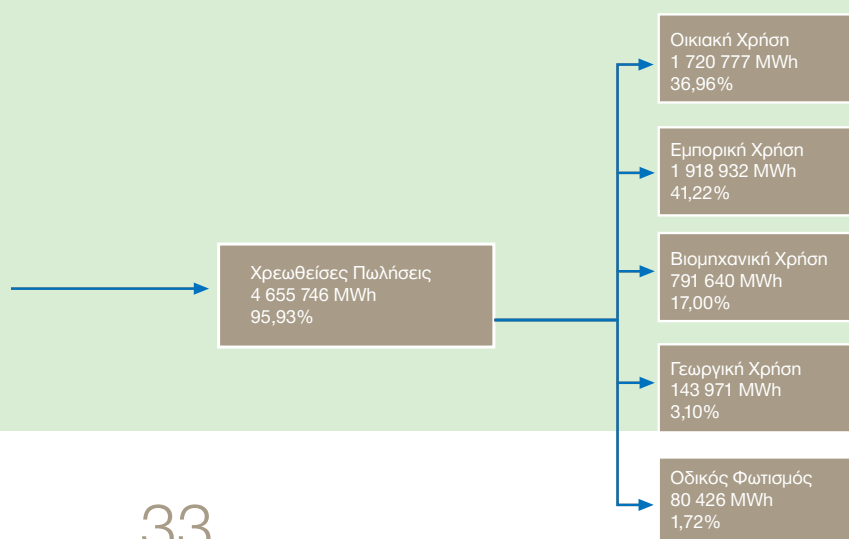 Οικιακή Χρήση
1 720 777 MWh
36,96%
Εμπορική Χρήση
1 918 932 MWh
41,22%
Χρεωθείσες Πωλήσεις
4 655 746 MWh
95,93%
Βιομηχανική Χρήση
791 640 MWh
17,00%
Γεωργική Χρήση
143 971 MWh
3,10%
Οδικός Φωτισμός
80 426 MWh
1,72%
33